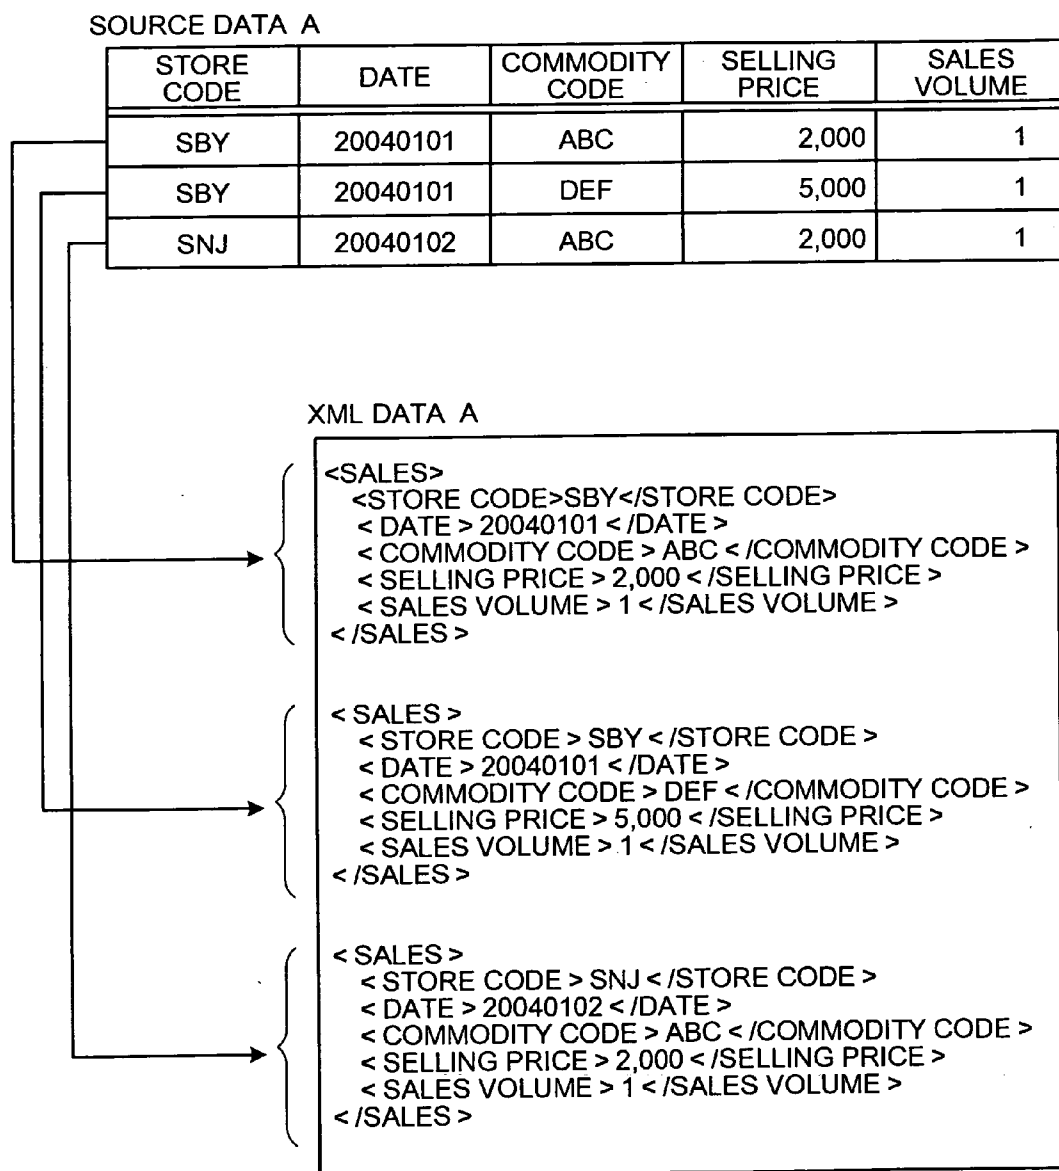 SOURCE DATA A
STORE CODE DATE COMMODITY CODE SELLING PRICE SALES VOLUME
SBY 20040101 ABC 2,000 1
SBY 20040101 DEF 5,000 1
SNJ 20040102 ABC 2,000 1
XML DATA A
<SALES>
<STORE CODE>SBY</STORE CODE>
< DATE > 20040101 < /DATE >
< COMMODITY CODE > ABC < /COMMODITY CODE >
< SELLING PRICE > 2,000 < /SELLING PRICE >
< SALES VOLUME > 1 < /SALES VOLUME >
< /SALES >
< SALES >
< STORE CODE > SBY < /STORE CODE >
< DATE > 20040101 < /DATE >
< COMMODITY CODE > DEF < /COMMODITY CODE >
< SELLING PRICE > 5,000 < /SELLING PRICE >
< SALES VOLUME > 1 < /SALES VOLUME >
< /SALES >
< SALES >
< STORE CODE > SNJ < /STORE CODE >
< DATE > 20040102 < /DATE >
< COMMODITY CODE > ABC < /COMMODITY CODE >
< SELLING PRICE > 2,000 < /SELLING PRICE >
< SALES VOLUME > 1 < /SALES VOLUME >
< /SALES >